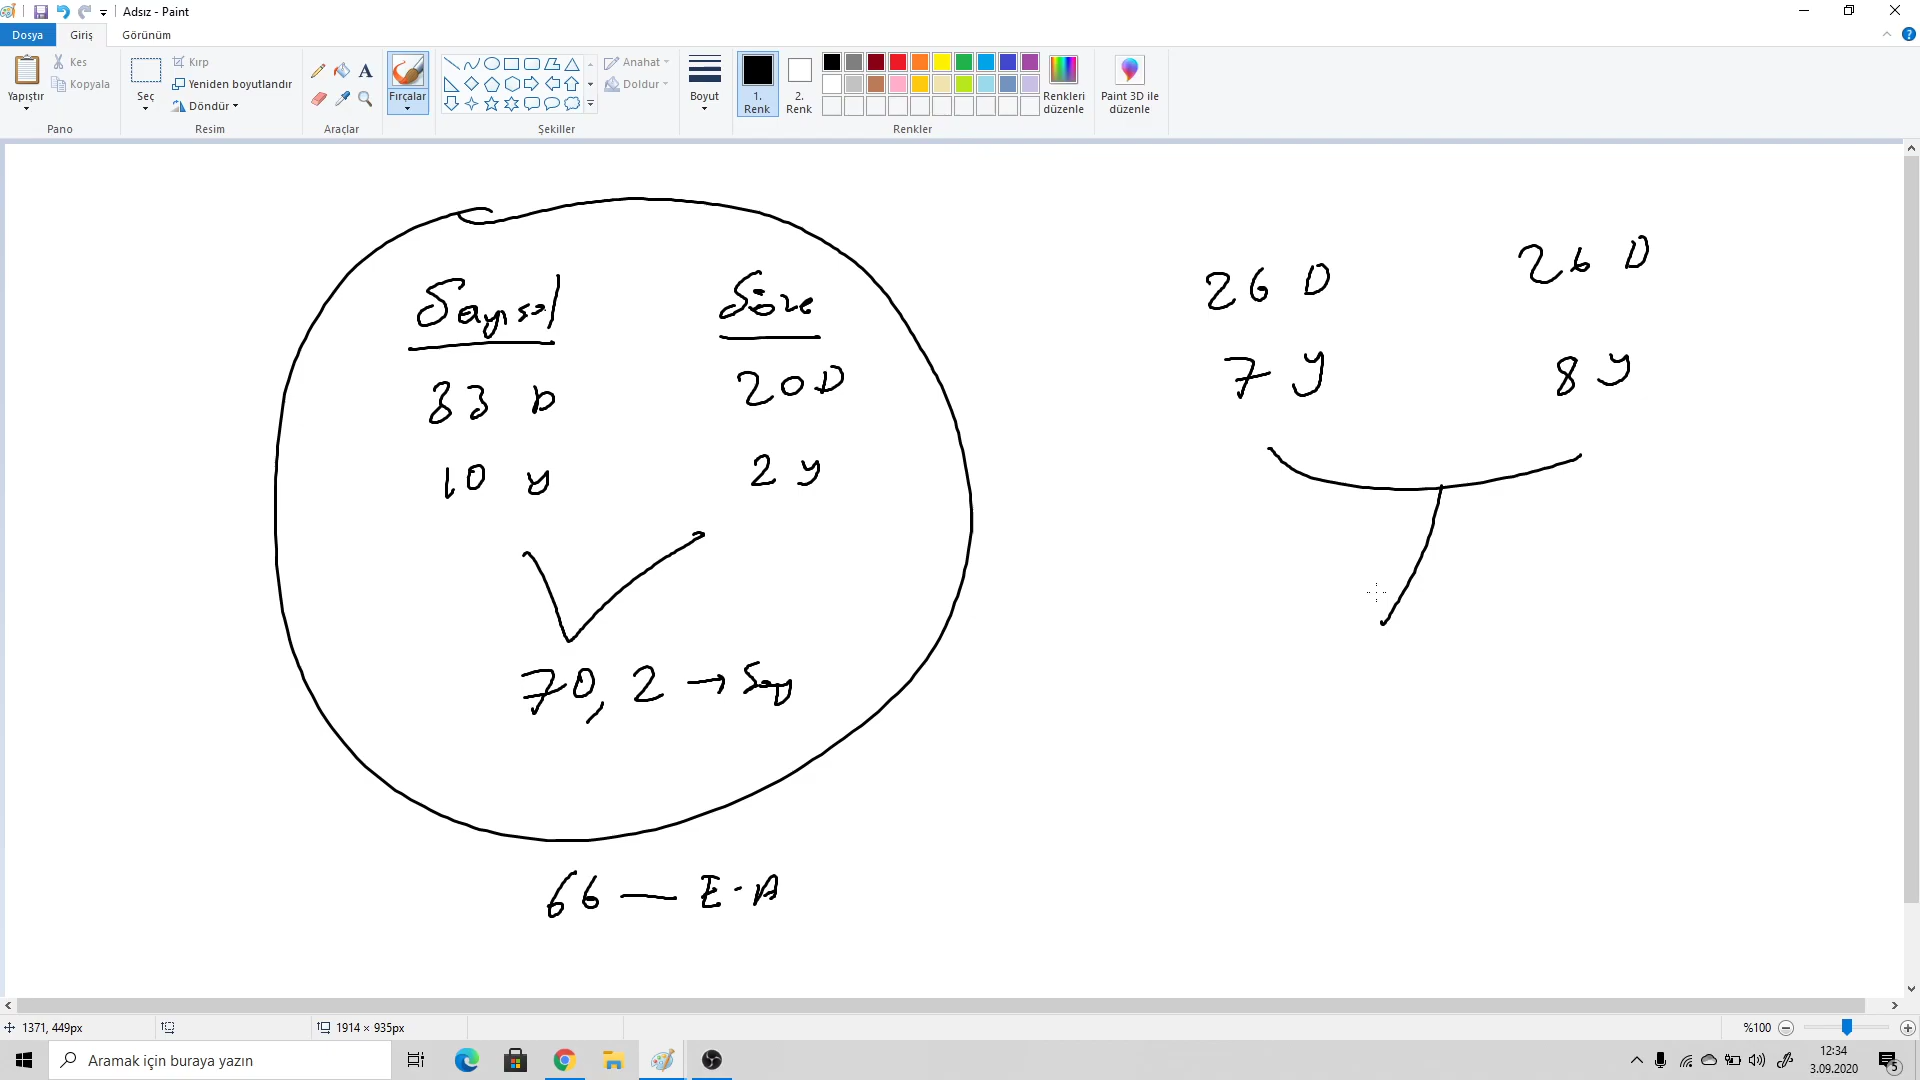 Adsız - Paint
Dosya Giriş Görünüm
Yapıştır
Kes
Kopyala
Pano
Seç
Kırp
Yeniden boyutlandır
Döndür
Resim
A
Araçlar
Fırçalar
Şekiller
Anahat
Doldur
Boyut
1. Renk
2. Renk
Renkler
Renkleri düzenle
Paint 3D ile düzenle
Sayısal
33 D
10 y
Söze
20 D
2 y
70,2 → Say
66 — E-A
26 D
7 y
26 D
8 y
1371, 449px
1914 × 935px
%100
Aramak için buraya yazın
12:34
3.09.2020
5